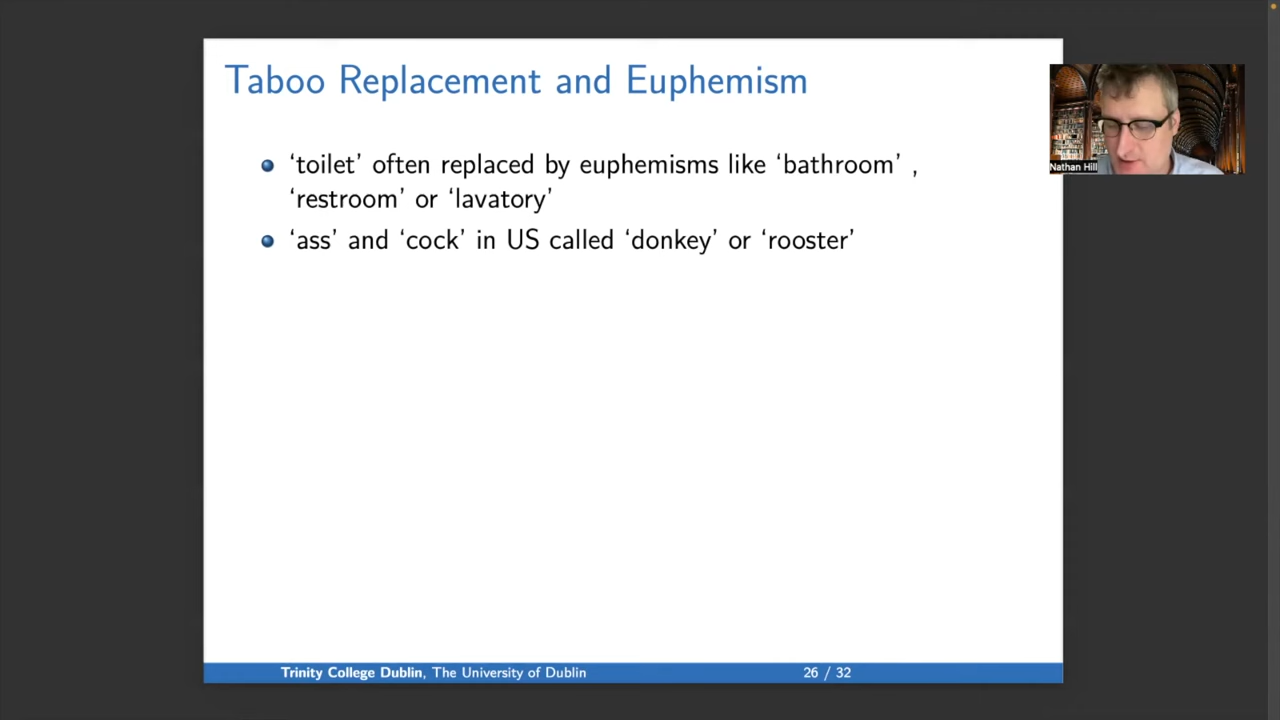 Taboo Replacement and Euphemism
‘toilet’ often replaced by euphemisms like ‘bathroom’ ,
‘restroom’ or ‘lavatory’
‘ass’ and ‘cock’ in US called ‘donkey’ or ‘rooster’
Nathan Hill
Trinity College Dublin, The University of Dublin 26 / 32